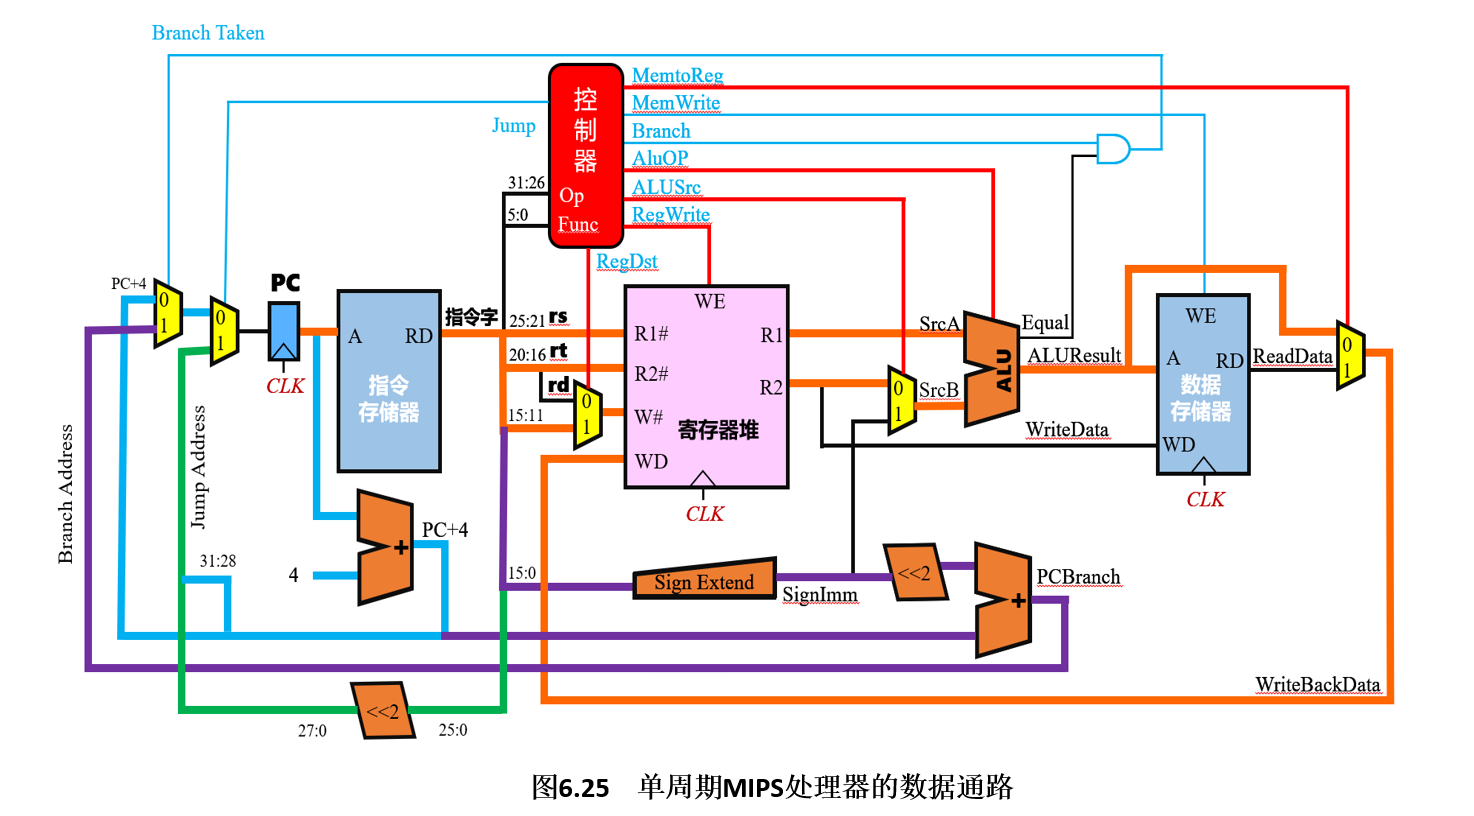 Branch Taken
控
制
器
Op
Func
MemtoReg
MemWrite
Branch
AluOP
ALUSrc
RegWrite
RegDst
Jump
31:26
5:0
PC+4
0
1
0
1
PC
CLK
A
RD
指令
存储器
指令字
25:21 rs
20:16 rt
rd
15:11
0
1
WE
R1#
R2#
W#
WD
R1
R2
寄存器堆
CLK
0
1
SrcA
SrcB
ALU
Equal
ALUResult
WriteData
WE
A
RD
数据
存储器
WD
CLK
ReadData
0
1
Branch Address
Jump Address
31:28
4
+
PC+4
15:0
Sign Extend
SignImm
<<2
+
PCBranch
WriteBackData
27:0
<<2
25:0
图6.25 单周期MIPS处理器的数据通路